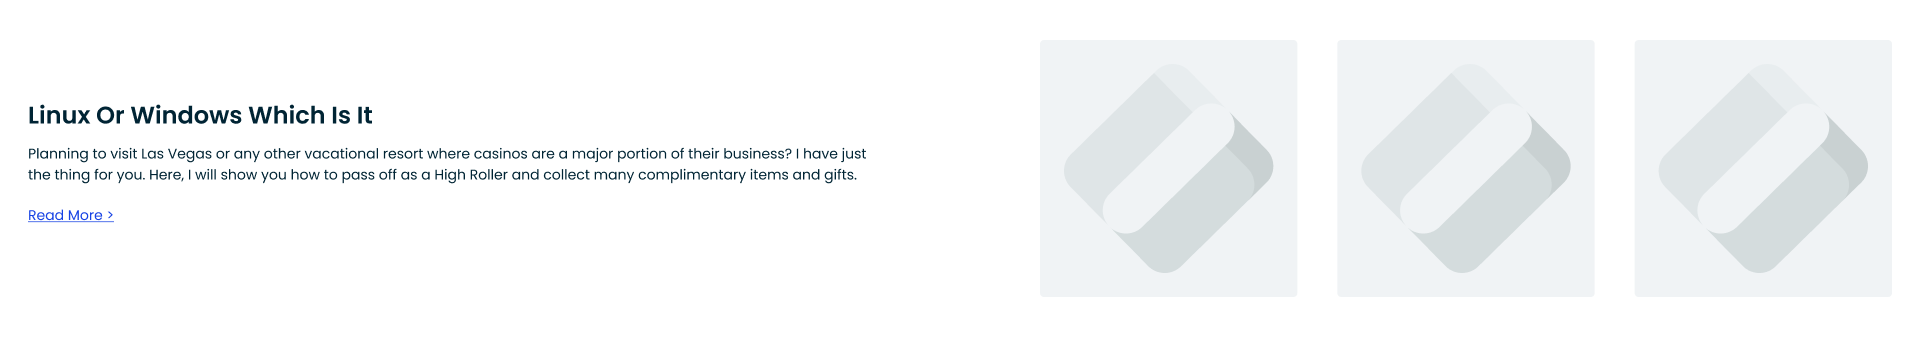 Linux Or Windows Which Is It
Planning to visit Las Vegas or any other vacational resort where casinos are a major portion of their business? I have just
the thing for you. Here, I will show you how to pass off as a High Roller and collect many complimentary items and gifts.
Read More >